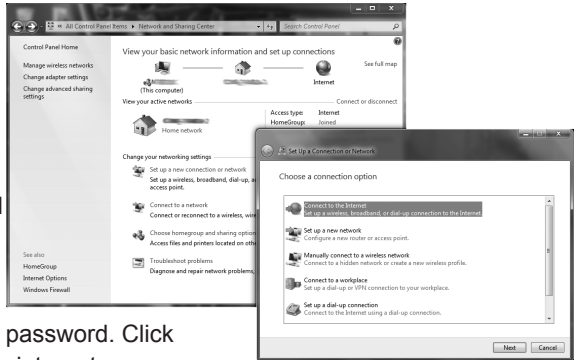 All Control Panel Items ▸ Network and Sharing Center
Search Control Panel
Control Panel Home
Manage wireless networks
Change adapter settings
Change advanced sharing
settings
See also
HomeGroup
Internet Options
Windows Firewall
View your basic network information and set up connections
See full map
(This computer)
Internet
View your active networks
Connect or disconnect
Home network
Access type: Internet
HomeGroup: Joined
Change your networking settings
Set up a new connection or network
Set up a wireless, broadband, dial-up,
access point.
Connect to a network
Connect or reconnect to a wireless,
Choose homegroup and sharing
Access files and printers located on
Troubleshoot problems
Diagnose and repair network problems,
Set Up a Connection or Network
Choose a connection option
Connect to the Internet
Set up a wireless, broadband, or dial-up connection to the Internet.
Set up a new network
Configure a new router or access point.
Manually connect to a wireless network
Connect to a hidden network or create a new wireless profile.
Connect to a workplace
Set up a dial-up or VPN connection to your workplace.
Set up a dial-up connection
Connect to the Internet using a dial-up connection.
Next Cancel
password. Click